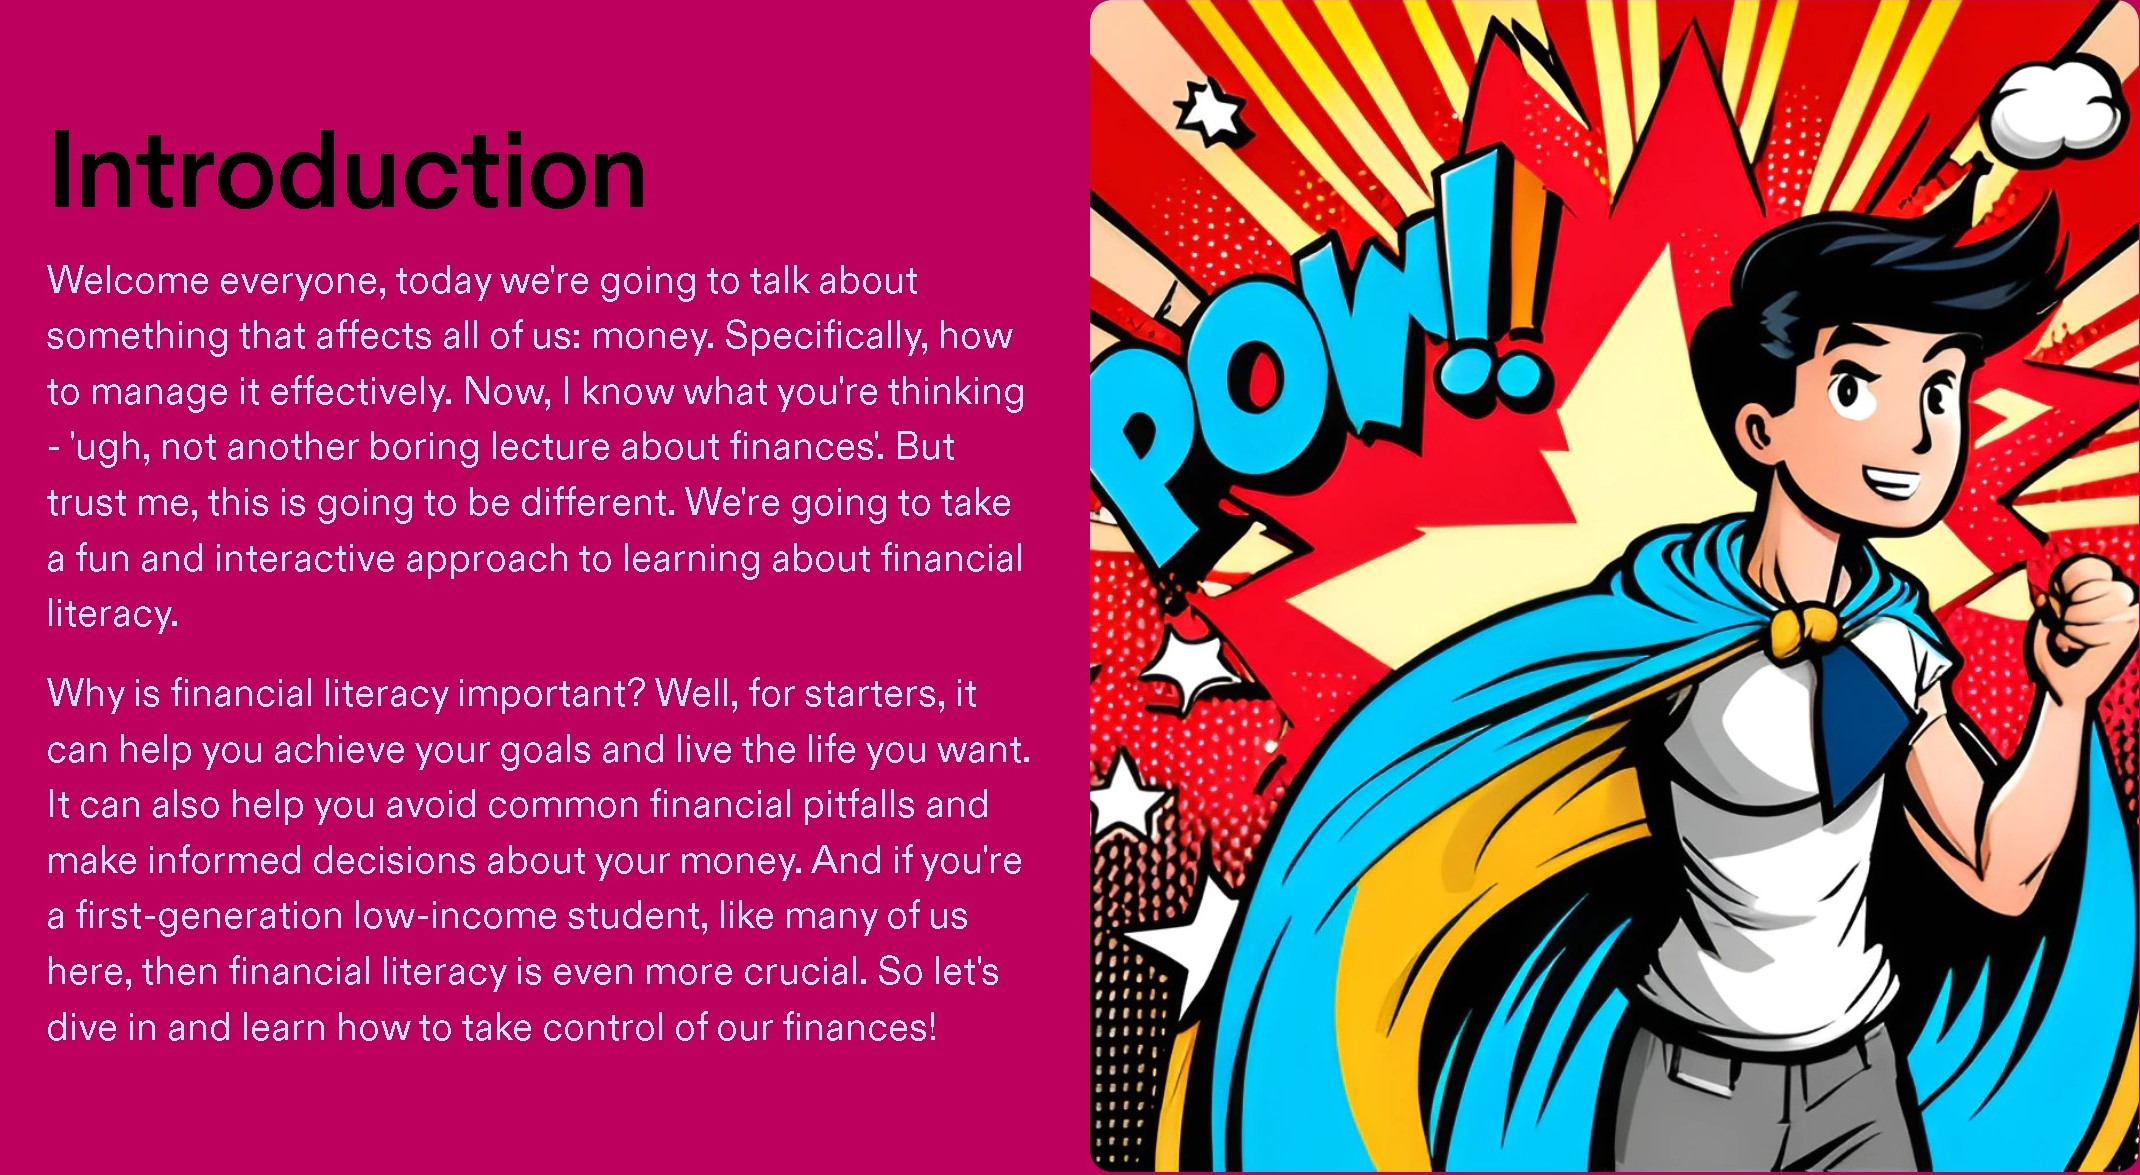 Introduction
Welcome everyone, today we're going to talk about
something that affects all of us: money. Specifically, how
to manage it effectively. Now, I know what you're thinking
- 'ugh, not another boring lecture about finances'. But
trust me, this is going to be different. We're going to take
a fun and interactive approach to learning about financial
literacy.
Why is financial literacy important? Well, for starters, it
can help you achieve your goals and live the life you want.
It can also help you avoid common financial pitfalls and
make informed decisions about your money. And if you're
a first-generation low-income student, like many of us
here, then financial literacy is even more crucial. So let's
dive in and learn how to take control of our finances!
POW!!